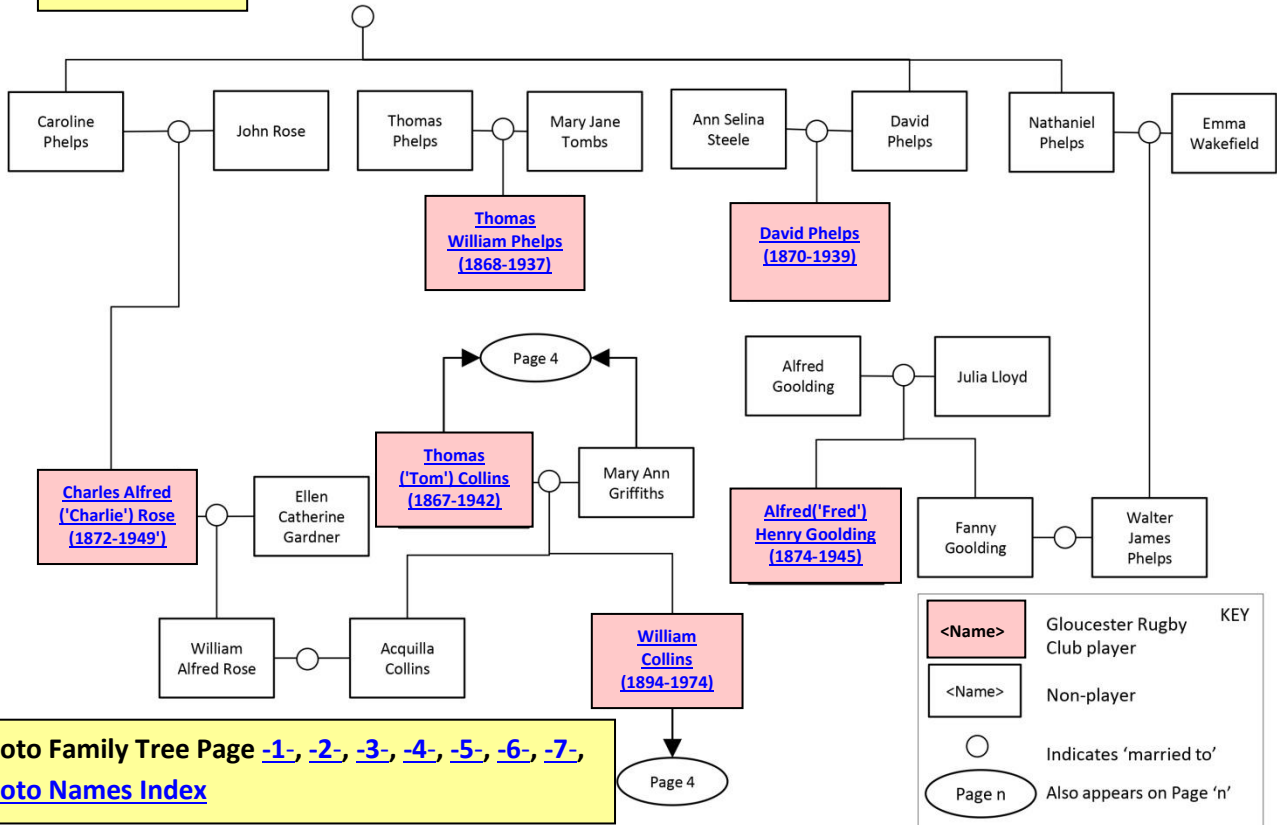 Caroline
Phelps
John Rose
Thomas
Phelps
Mary Jane
Tombs
Ann Selina
Steele
David
Phelps
Nathaniel
Phelps
Emma
Wakefield
Thomas
William Phelps
(1868-1937)
David Phelps
(1870-1939)
Page 4
Alfred
Goolding
Julia Lloyd
Charles Alfred
('Charlie') Rose
(1872-1949')
Ellen
Catherine
Gardner
Thomas
('Tom') Collins
(1867-1942)
Mary Ann
Griffiths
Alfred('Fred')
Henry Goolding
(1874-1945)
Fanny
Goolding
Walter
James
Phelps
William
Alfred Rose
Acquilla
Collins
William
Collins
(1894-1974)
Page 4
KEY
<Name>
Gloucester Rugby
Club player
<Name>
Non-player
Indicates ‘married to’
Page n
Also appears on Page ‘n’
oto Family Tree Page -1-, -2-, -3-, -4-, -5-, -6-, -7-,
oto Names Index